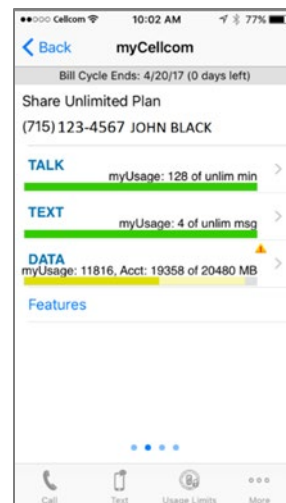 Cellcom 10:02 AM 77%
Back myCellcom
Bill Cycle Ends: 4/20/17 (0 days left)
Share Unlimited Plan
(715) 123-4567 JOHN BLACK
TALK
myUsage: 128 of unlim min
TEXT
myUsage: 4 of unlim msg
DATA
myUsage: 11816, Acct: 19358 of 20480 MB
Features
Call Text Usage Limits More